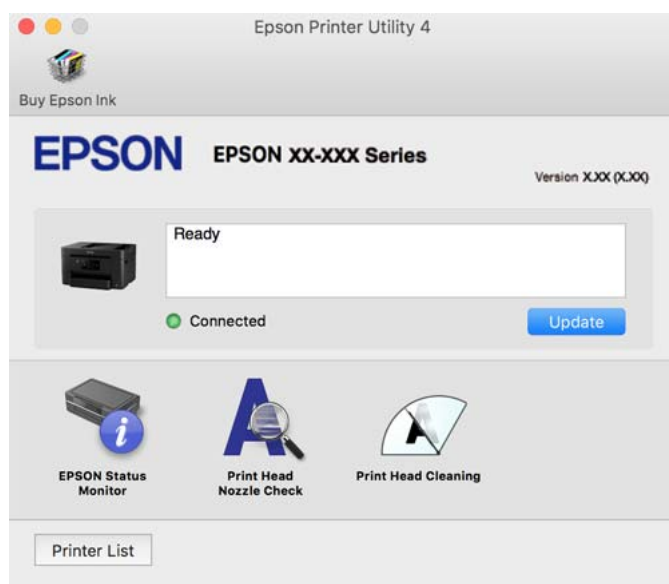 Epson Printer Utility 4
Buy Epson Ink
EPSON
EPSON XX-XXX Series
Version X.XX (X.XX)
Ready
Connected
Update
EPSON Status
Monitor
Print Head
Nozzle Check
Print Head Cleaning
Printer List